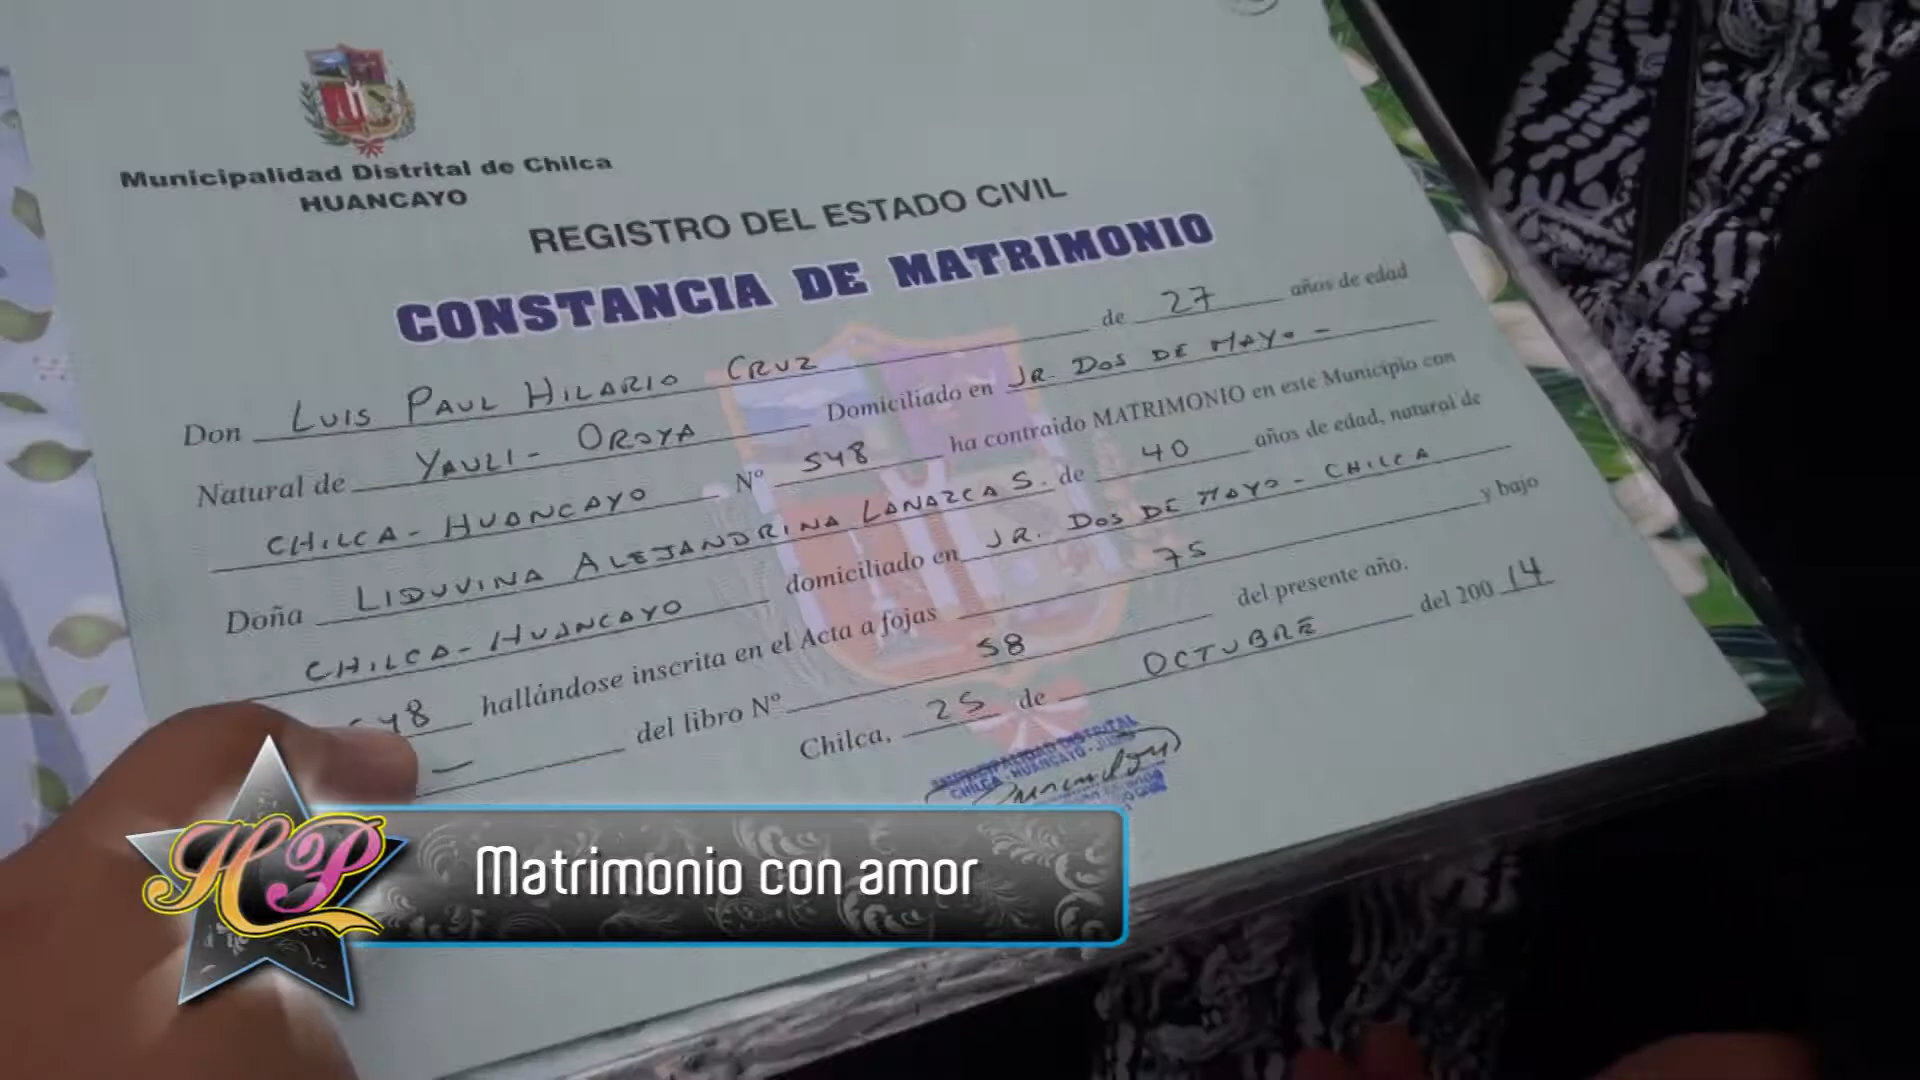 Municipalidad Distrital de Chilca
HUANCAYO
REGISTRO DEL ESTADO CIVIL
CONSTANCIA DE MATRIMONIO
Don LUIS PAUL HILARIO CRUZ de 27 años de edad
Natural de YAULI - OROYA Domiciliado en JR. DOS DE MAYO -
CHILCA - HUANCAYO Nº 548 ha contraido MATRIMONIO en este Municipio con
Doña LIDUVINA ALEJANDRINA LANAZCA S. de 40 años de edad, natural de
CHILCA - HUANCAYO domiciliado en JR. DOS DE MAYO - CHILCA
548 hallándose inscrita en el Acta a fojas 75 y bajo
— del libro Nº 58 del presente año.
Chilca, 25 de OCTUBRE del 200 14
CHILCA - HUANCAYO
HP
Matrimonio con amor